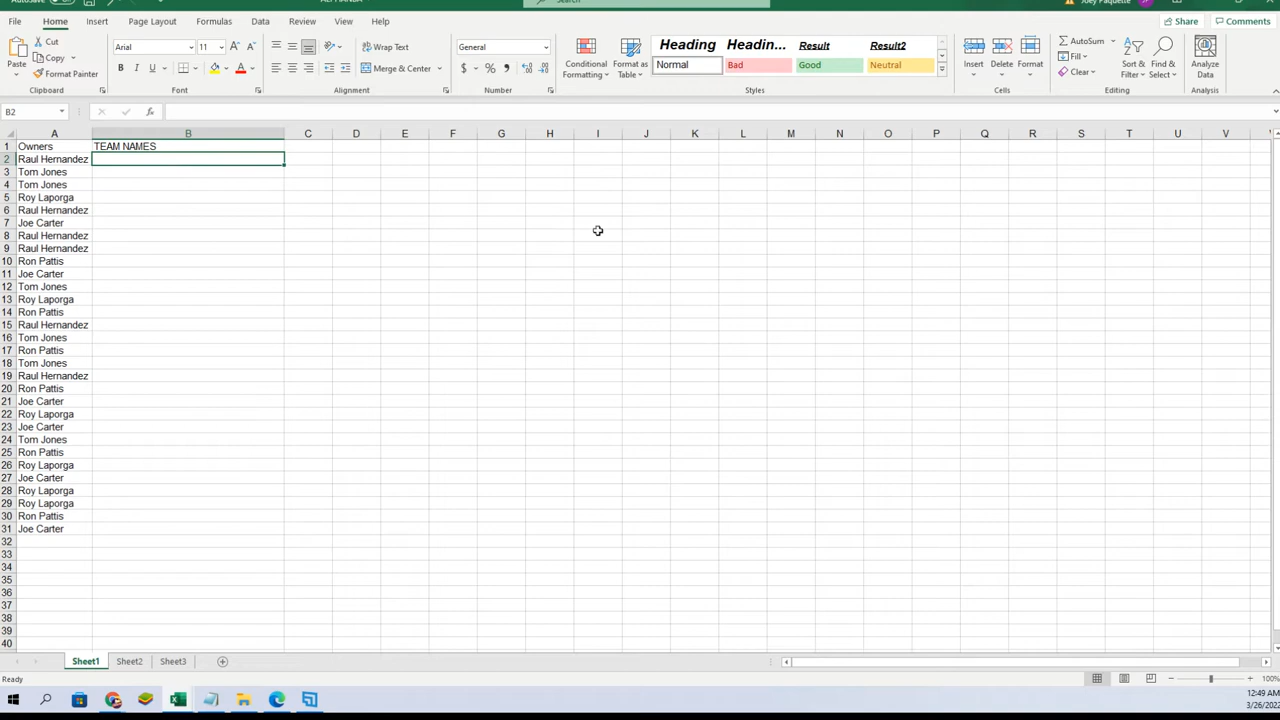 Search
Joey Paquette
File Home Insert Page Layout Formulas Data Review View Help Share Comments
Paste Cut Copy Format Painter Clipboard
Arial 11 Font
Wrap Text Merge & Center Alignment
General Number
Conditional Formatting Format as Table
Heading Headin... Result Result2
Normal Bad Good Neutral Styles
Insert Delete Format Cells
AutoSum Fill Clear Sort & Filter Find & Select Editing
Analyze Data Analysis
B2 fx
A B C D E F G H I J K L M N O P Q R S T U V
1 Owners TEAM NAMES
2 Raul Hernandez
3 Tom Jones
4 Tom Jones
5 Roy Laporga
6 Raul Hernandez
7 Joe Carter
8 Raul Hernandez
9 Raul Hernandez
10 Ron Pattis
11 Joe Carter
12 Tom Jones
13 Roy Laporga
14 Ron Pattis
15 Raul Hernandez
16 Tom Jones
17 Ron Pattis
18 Tom Jones
19 Raul Hernandez
20 Ron Pattis
21 Joe Carter
22 Roy Laporga
23 Joe Carter
24 Tom Jones
25 Ron Pattis
26 Roy Laporga
27 Joe Carter
28 Roy Laporga
29 Roy Laporga
30 Ron Pattis
31 Joe Carter
32
33
34
35
36
37
38
39
40
Sheet1 Sheet2 Sheet3
Ready 100%
12:49 AM